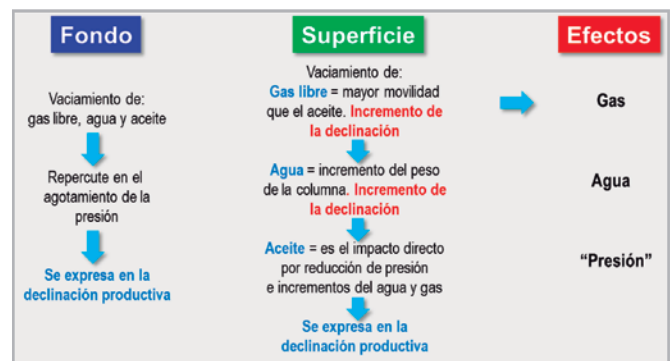 Fondo
Vaciamiento de:
gas libre, agua y aceite
Repercute en el
agotamiento de la
presión
Se expresa en la
declinación productiva
Superficie
Vaciamiento de:
Gas libre = mayor movilidad
que el aceite. Incremento de
la declinación
Agua = incremento del peso
de la columna. Incremento de
la declinación
Aceite = es el impacto directo
por reducción de presión
e incrementos del agua y gas
Se expresa en la
declinación productiva
Efectos
Gas
Agua
“Presión”